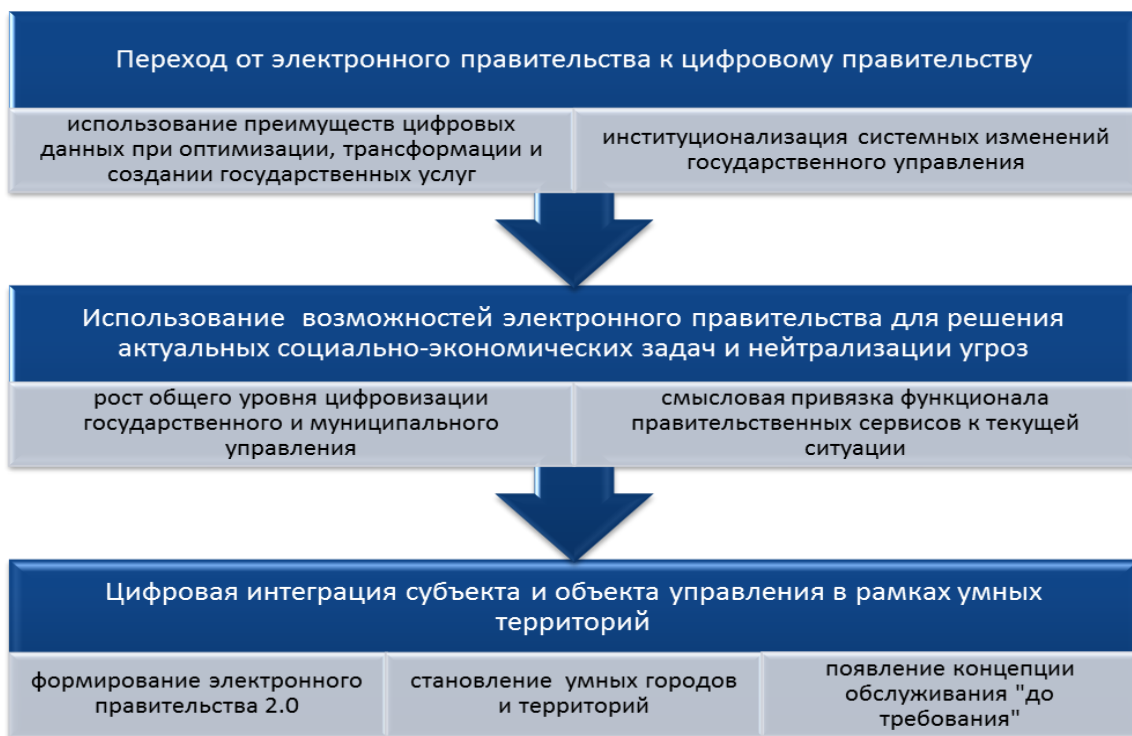 Переход от электронного правительства к цифровому правительству
использование преимуществ цифровых
данных при оптимизации, трансформации и
создании государственных услуг
институционализация системных изменений
государственного управления
Использование возможностей электронного правительства для решения
актуальных социально-экономических задач и нейтрализации угроз
рост общего уровня цифровизации
государственного и муниципального
управления
смысловая привязка функционала
правительственных сервисов к текущей
ситуации
Цифровая интеграция субъекта и объекта управления в рамках умных
территорий
формирование электронного
правительства 2.0
становление умных городов
и территорий
появление концепции
обслуживания "до
требования"